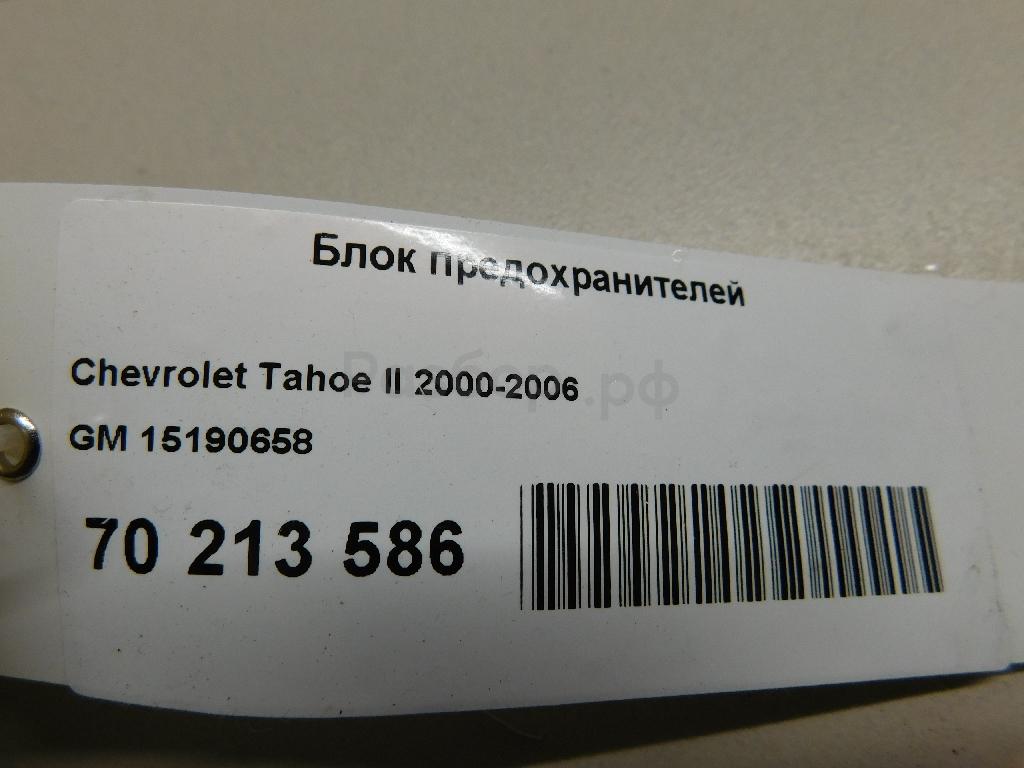 Блок предохранителей
Chevrolet Tahoe II 2000-2006
GM 15190658
70 213 586